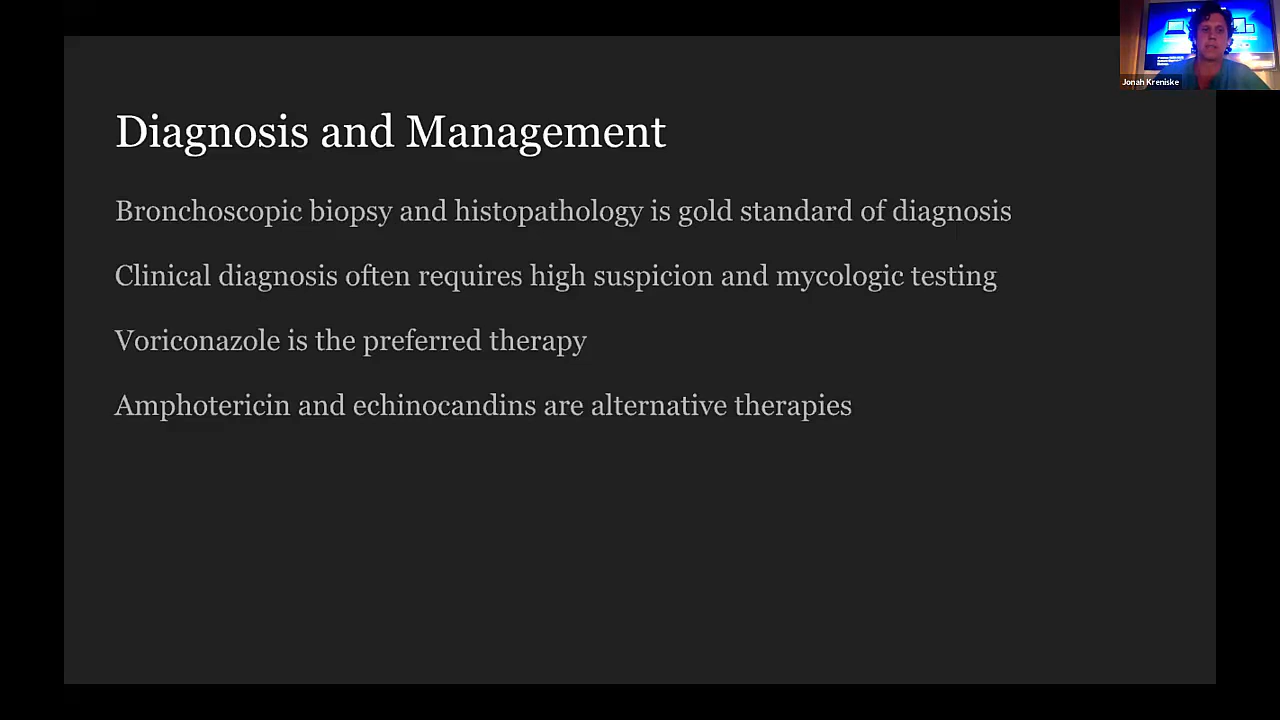 Jonah Kreniske
Diagnosis and Management
Bronchoscopic biopsy and histopathology is gold standard of diagnosis
Clinical diagnosis often requires high suspicion and mycologic testing
Voriconazole is the preferred therapy
Amphotericin and echinocandins are alternative therapies